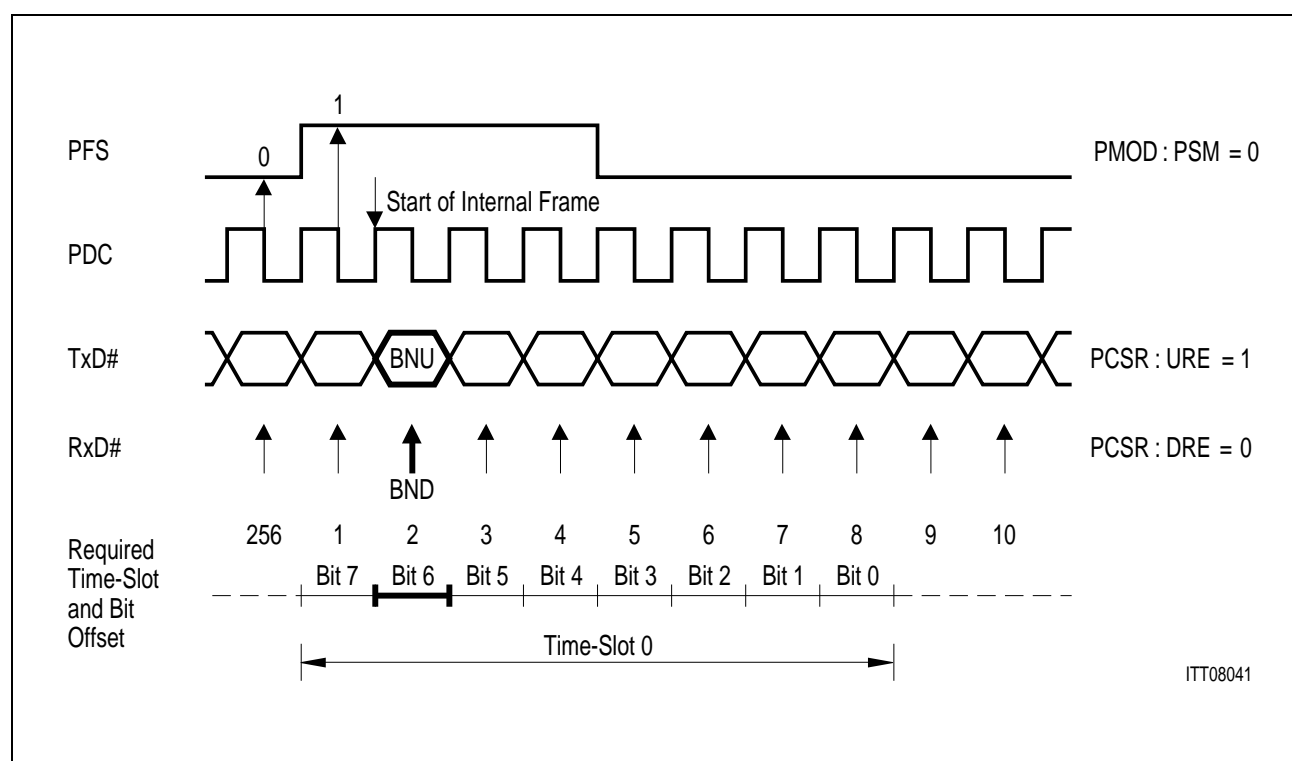 1
PFS
0
PMOD : PSM = 0
Start of Internal Frame
PDC
TxD#
BNU
PCSR : URE = 1
RxD#
PCSR : DRE = 0
BND
256 1 2 3 4 5 6 7 8 9 10
Required
Time-Slot
and Bit
Offset
Bit 7 Bit 6 Bit 5 Bit 4 Bit 3 Bit 2 Bit 1 Bit 0
Time-Slot 0
ITT08041